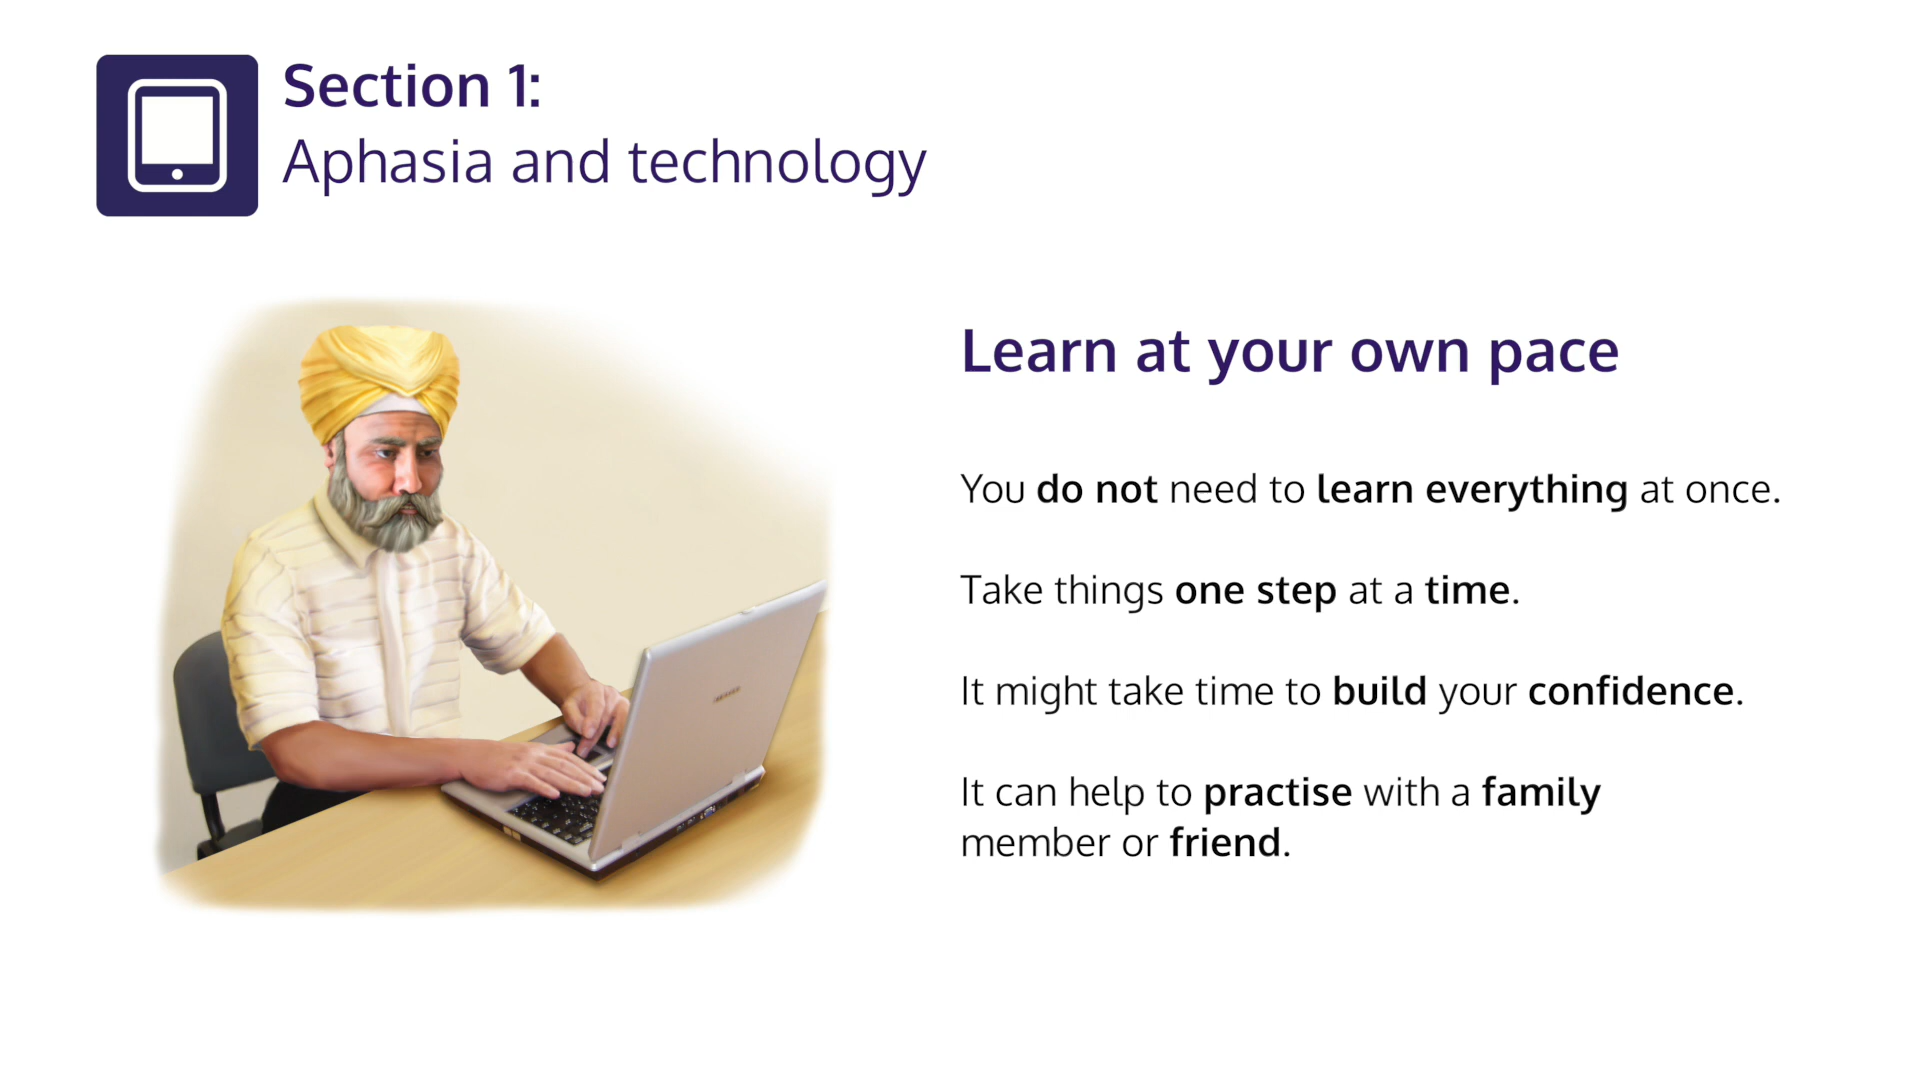 Section 1:
Aphasia and technology
Learn at your own pace
You do not need to learn everything at once.
Take things one step at a time.
It might take time to build your confidence.
It can help to practise with a family
member or friend.